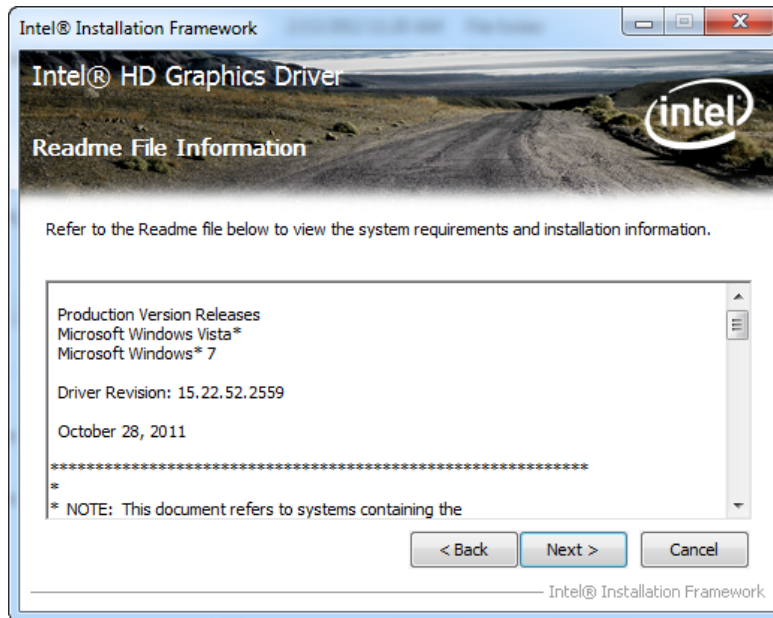 Intel® Installation Framework
Intel® HD Graphics Driver
intel
Readme File Information
Refer to the Readme file below to view the system requirements and installation information.
Production Version Releases
Microsoft Windows Vista*
Microsoft Windows* 7
Driver Revision: 15.22.52.2559
October 28, 2011
************************************************************
*
* NOTE: This document refers to systems containing the
< Back
Next >
Cancel
Intel® Installation Framework